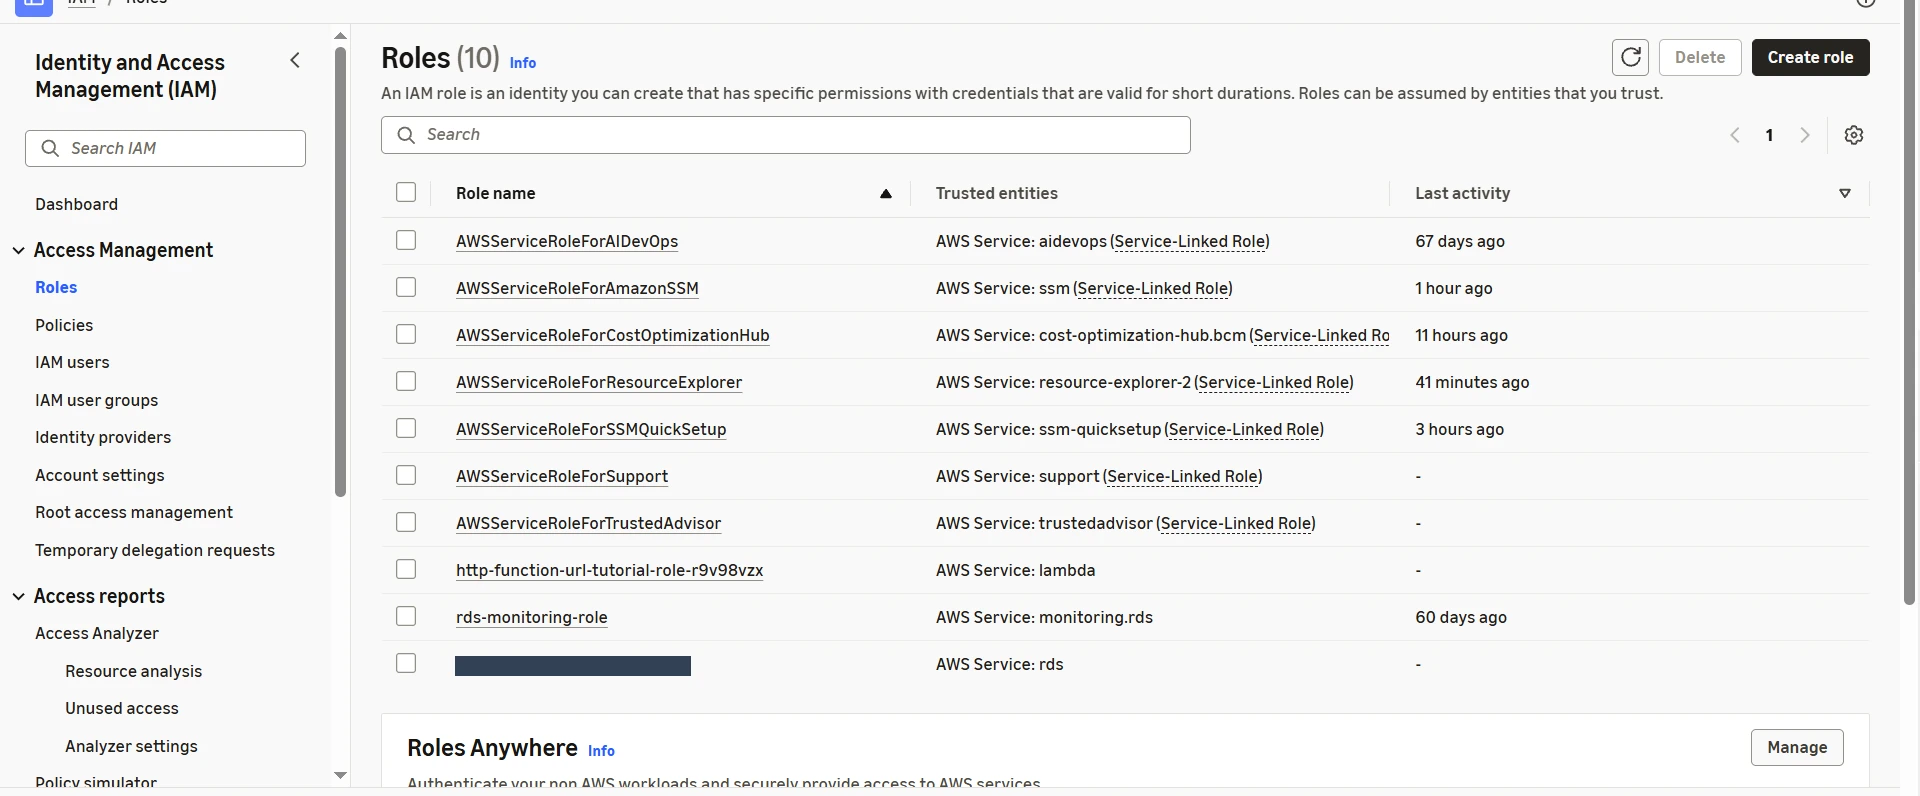 IAM / Roles
Identity and Access
Management (IAM)
Search IAM
Dashboard
Access Management
Roles
Policies
IAM users
IAM user groups
Identity providers
Account settings
Root access management
Temporary delegation requests
Access reports
Access Analyzer
Resource analysis
Unused access
Analyzer settings
Policy simulator
Roles (10) Info
Delete
Create role
An IAM role is an identity you can create that has specific permissions with credentials that are valid for short durations. Roles can be assumed by entities that you trust.
Search
1
Role name Trusted entities Last activity
AWSServiceRoleForAIDevOps AWS Service: aidevops (Service-Linked Role) 67 days ago
AWSServiceRoleForAmazonSSM AWS Service: ssm (Service-Linked Role) 1 hour ago
AWSServiceRoleForCostOptimizationHub AWS Service: cost-optimization-hub.bcm (Service-Linked Ro 11 hours ago
AWSServiceRoleForResourceExplorer AWS Service: resource-explorer-2 (Service-Linked Role) 41 minutes ago
AWSServiceRoleForSSMQuickSetup AWS Service: ssm-quicksetup (Service-Linked Role) 3 hours ago
AWSServiceRoleForSupport AWS Service: support (Service-Linked Role) -
AWSServiceRoleForTrustedAdvisor AWS Service: trustedadvisor (Service-Linked Role) -
http-function-url-tutorial-role-r9v98vzx AWS Service: lambda -
rds-monitoring-role AWS Service: monitoring.rds 60 days ago
AWS Service: rds -
Roles Anywhere Info
Manage
Authenticate your non AWS workloads and securely provide access to AWS services.